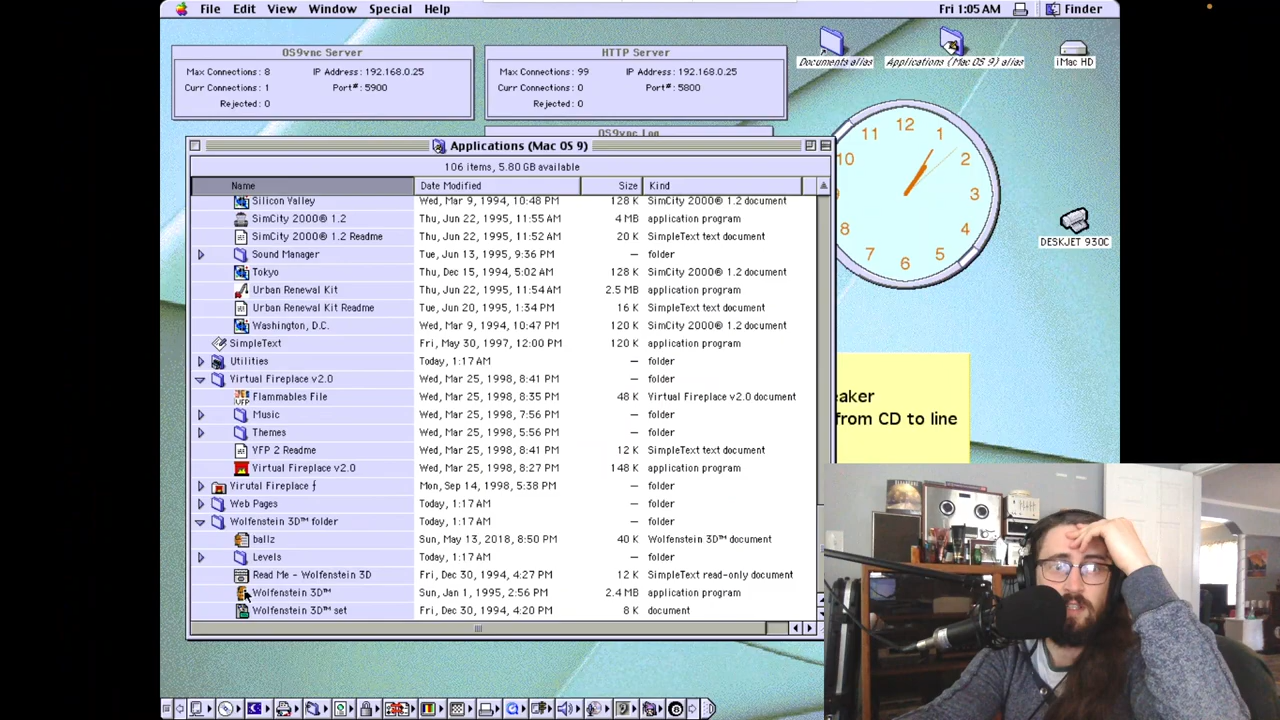 File Edit View Window Special Help
Fri 1:05 AM Finder
OS9vnc Server
Max Connections: 8 IP Address: 192.168.0.25
Curr Connections: 1 Port#: 5900
Rejected: 0
HTTP Server
Max Connections: 99 IP Address: 192.168.0.25
Curr Connections: 0 Port#: 5800
Rejected: 0
OS9vnc Log
Documents alias
Applications (Mac OS 9) alias
iMac HD
12
1
2
3
4
5
6
7
8
10
11
DESKJET 930C
Applications (Mac OS 9)
106 items, 5.80 GB available
Name Date Modified Size Kind
Silicon Valley Wed, Mar 9, 1994, 10:48 PM 128 K SimCity 2000® 1.2 document
SimCity 2000® 1.2 Thu, Jun 22, 1995, 11:55 AM 4 MB application program
SimCity 2000® 1.2 Readme Thu, Jun 22, 1995, 11:52 AM 20 K SimpleText text document
Sound Manager Tue, Jun 13, 1995, 9:36 PM — folder
Tokyo Thu, Dec 15, 1994, 5:02 AM 128 K SimCity 2000® 1.2 document
Urban Renewal Kit Thu, Jun 22, 1995, 11:54 AM 2.5 MB application program
Urban Renewal Kit Readme Tue, Jun 20, 1995, 1:34 PM 16 K SimpleText text document
Washington, D.C. Wed, Mar 9, 1994, 10:47 PM 120 K SimCity 2000® 1.2 document
SimpleText Fri, May 30, 1997, 12:00 PM 120 K application program
Utilities Today, 1:17 AM — folder
Virtual Fireplace v2.0 Wed, Mar 25, 1998, 8:41 PM — folder
Flammables File Wed, Mar 25, 1998, 8:35 PM 48 K Virtual Fireplace v2.0 document
Music Wed, Mar 25, 1998, 7:56 PM — folder
Themes Wed, Mar 25, 1998, 5:56 PM — folder
VFP 2 Readme Wed, Mar 25, 1998, 8:41 PM 12 K SimpleText text document
Virtual Fireplace v2.0 Wed, Mar 25, 1998, 8:27 PM 148 K application program
Virutal Fireplace ƒ Mon, Sep 14, 1998, 5:38 PM — folder
Web Pages Today, 1:17 AM — folder
Wolfenstein 3D™ folder Today, 1:17 AM — folder
ballz Sun, May 13, 2018, 8:50 PM 40 K Wolfenstein 3D™ document
Levels Today, 1:17 AM — folder
Read Me - Wolfenstein 3D Fri, Dec 30, 1994, 4:27 PM 12 K SimpleText read-only document
Wolfenstein 3D™ Sun, Jan 1, 1995, 2:56 PM 2.4 MB application program
Wolfenstein 3D™ set Fri, Dec 30, 1994, 4:20 PM 8 K document
eaker
from CD to line